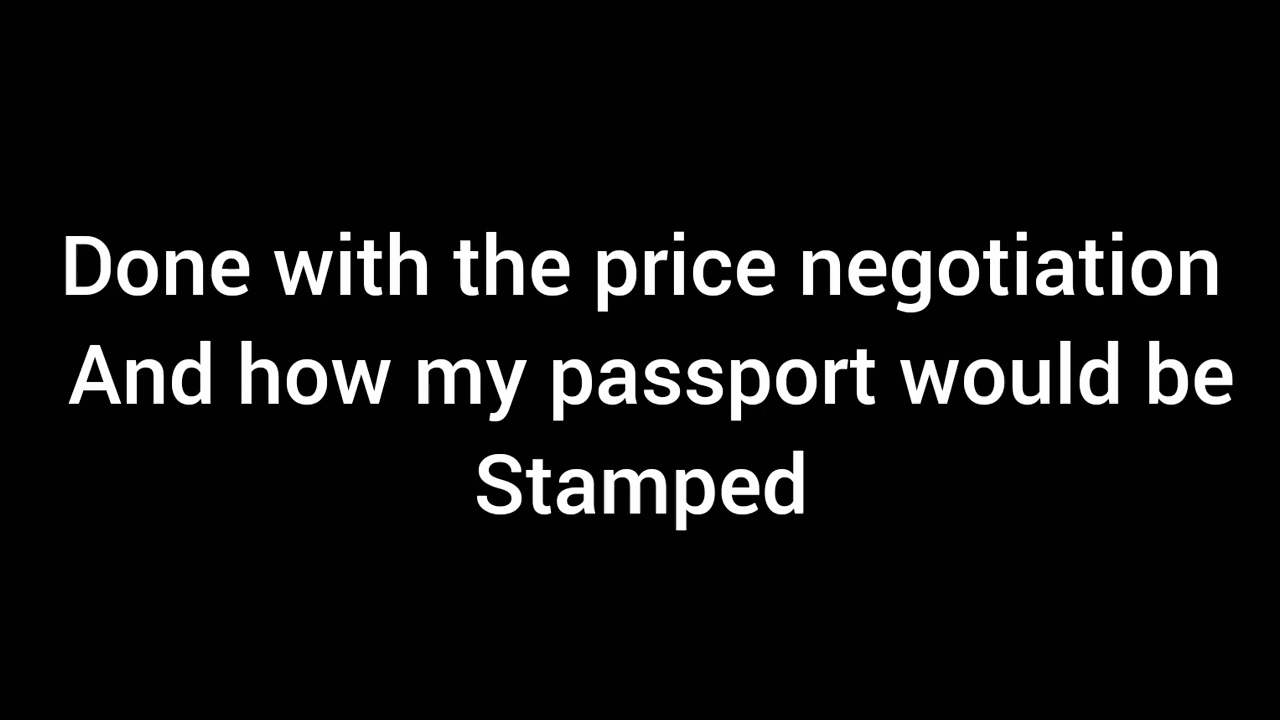 Done with the price negotiation
And how my passport would be
Stamped